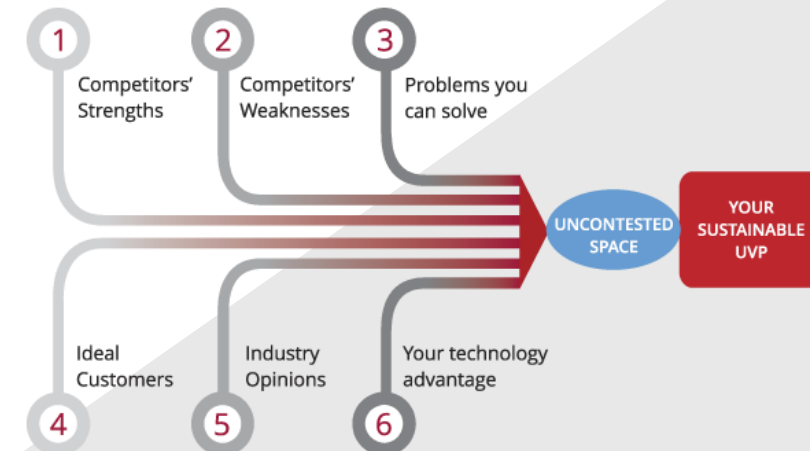 1
Competitors’
Strengths
2
Competitors’
Weaknesses
3
Problems you
can solve
UNCONTESTED
SPACE
YOUR
SUSTAINABLE
UVP
Ideal
Customers
4
Industry
Opinions
5
Your technology
advantage
6